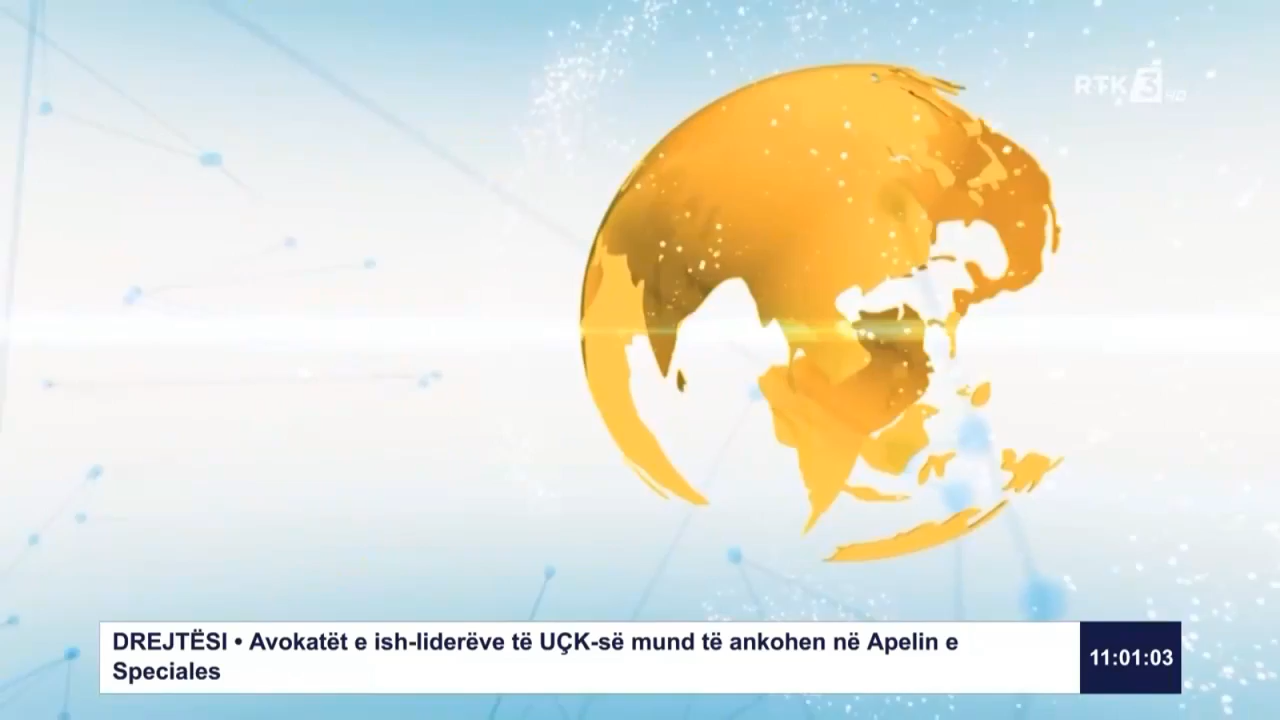 RTK 3 HD
DREJTËSI • Avokatët e ish-liderëve të UÇK-së mund të ankohen në Apelin e
Speciales
11:01:03